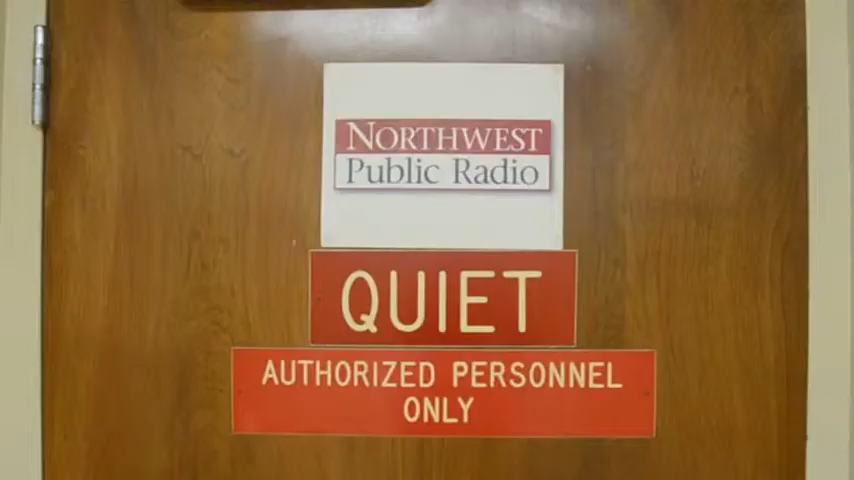 NORTHWEST
Public Radio
QUIET
AUTHORIZED PERSONNEL
ONLY